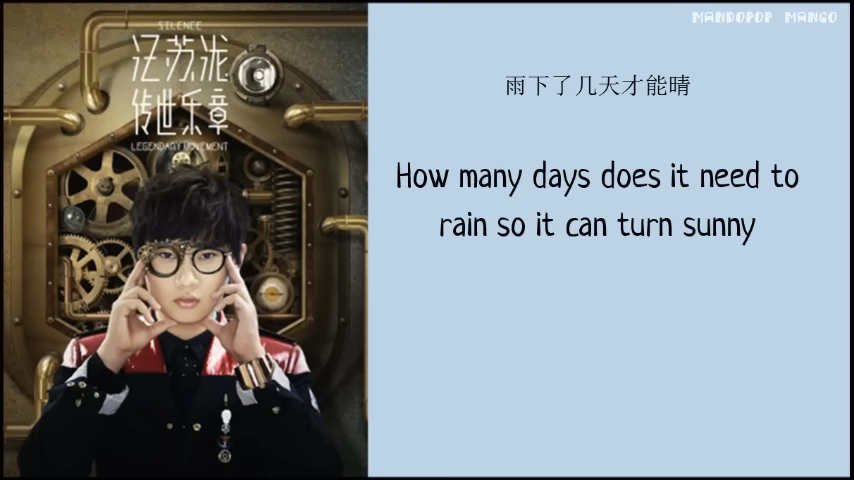 SILENCE
汪苏泷
传世乐章
LEGENDARY MOVEMENT
MANDOPOP MANGO
雨下了几天才能晴
How many days does it need to
rain so it can turn sunny